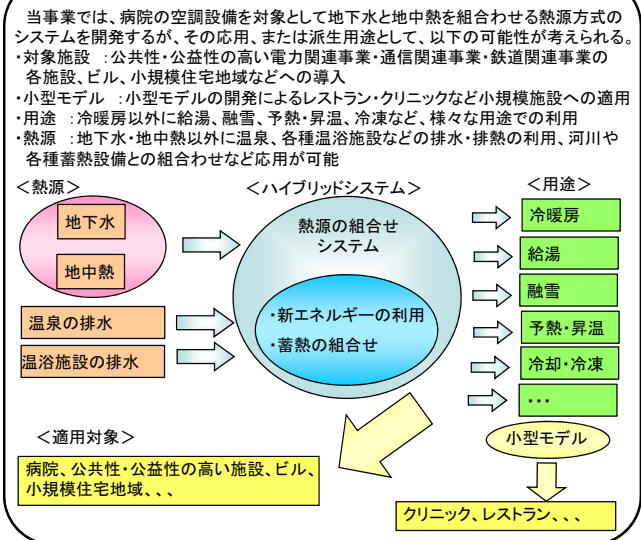 当事業では、病院の空調設備を対象として地下水と地中熱を組合わせる熱源方式の
システムを開発するが、その応用、または派生用途として、以下の可能性が考えられる。
・対象施設 :公共性・公益性の高い電力関連事業・通信関連事業・鉄道関連事業の
各施設、ビル、小規模住宅地域などへの導入
・小型モデル :小型モデルの開発によるレストラン・クリニックなど小規模施設への適用
・用途 :冷暖房以外に給湯、融雪、予熱・昇温、冷凍など、様々な用途での利用
・熱源 :地下水・地中熱以外に温泉、各種温浴施設などの排水・排熱の利用、河川や
各種蓄熱設備との組合わせなど応用が可能
<熱源>
<ハイブリッドシステム>
<用途>
地下水
地中熱
温泉の排水
温浴施設の排水
熱源の組合せ
システム
・新エネルギーの利用
・蓄熱の組合せ
冷暖房
給湯
融雪
予熱・昇温
冷却・冷凍
・・・
小型モデル
<適用対象>
病院、公共性・公益性の高い施設、ビル、
小規模住宅地域、、、
クリニック、レストラン、、、